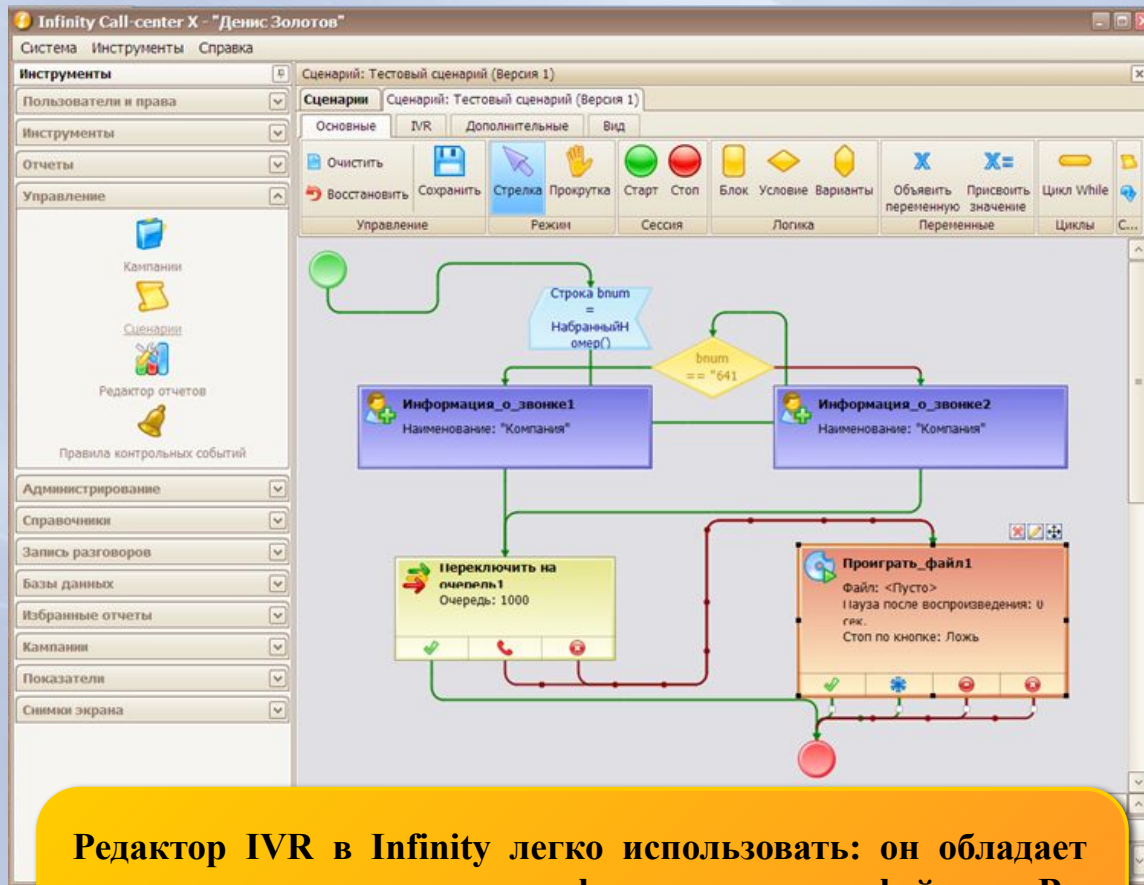 Infinity Call-center X - "Денис Золотов"
Система Инструменты Справка
Инструменты
Пользователи и права
Инструменты
Отчеты
Управление
Кампании
Сценарии
Редактор отчетов
Правила контрольных событий
Администрирование
Справочники
Запись разговоров
Базы данных
Избранные отчеты
Кампании
Показатели
Снимки экрана
Сценарий: Тестовый сценарий (Версия 1)
Сценарии Сценарий: Тестовый сценарий (Версия 1)
Основные IVR Дополнительные Вид
Очистить
Восстановить
Сохранить
Стрелка Прокрутка
Старт Стоп
Блок Условие Варианты
Объявить переменную
Присвоить значение
Цикл While
Управление Режим Сессия Логика Переменные Циклы С...
Строка bnum
=
НабранныйН
омер()
bnum
== "641
Информация_о_звонке1
Наименование: "Компания"
Информация_о_звонке2
Наименование: "Компания"
Переключить на
очередь1
Очередь: 1000
Проиграть_файл1
Файл: <Пусто>
Пауза после воспроизведения: 0
сек.
Стоп по кнопке: Ложь
Редактор IVR в Infinity легко использовать: он обладает